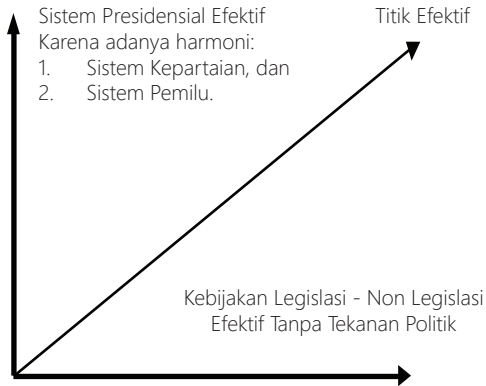 Sistem Presidensial Efektif
Karena adanya harmoni:
1. Sistem Kepartaian, dan
2. Sistem Pemilu.
Titik Efektif
Kebijakan Legislasi - Non Legislasi
Efektif Tanpa Tekanan Politik